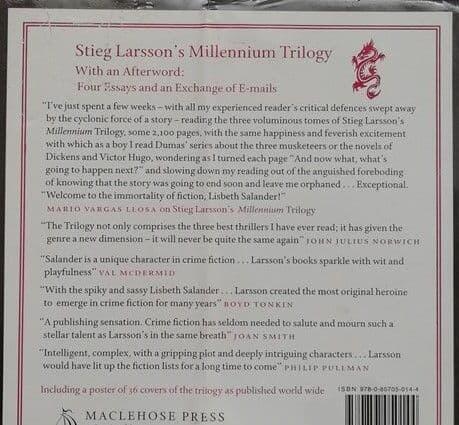 Stieg Larsson's Millennium Trilogy
With an Afterword:
Four Essays and an Exchange of E-mails
"I've just spent a few weeks – with all my experienced reader's critical defences swept away
by the cyclonic force of a story – reading the three voluminous tomes of Stieg Larsson's
Millennium Trilogy, some 2,100 pages, with the same happiness and feverish excitement
with which as a boy I read Dumas' series about the three musketeers or the novels of
Dickens and Victor Hugo, wondering as I turned each page "And now what, what's
going to happen next?" and slowing down my reading out of the anguished foreboding
of knowing that the story was going to end soon and leave me orphaned . . . Exceptional.
"Welcome to the immortality of fiction, Lisbeth Salander!"
MARIO VARGAS LLOSA on Stieg Larsson's Millennium Trilogy
"The Trilogy not only comprises the three best thrillers I have ever read; it has given the
genre a new dimension – it will never be quite the same again" JOHN JULIUS NORWICH
"Salander is a unique character in crime fiction . . . Larsson's books sparkle with wit and
playfulness" VAL MCDERMID
"With the spiky and sassy Lisbeth Salander . . . Larsson created the most original heroine
to emerge in crime fiction for many years" BOYD TONKIN
"A publishing sensation. Crime fiction has seldom needed to salute and mourn such a
stellar talent as Larsson's in the same breath" JOAN SMITH
"Intelligent, complex, with a gripping plot and deeply intriguing characters . . . Larsson
would have lit up the fiction lists for a long time to come" PHILIP PULLMAN
Including a poster of 36 covers of the trilogy as published world wide
ISBN 978-0-85705-014-4
MACLEHOSE PRESS